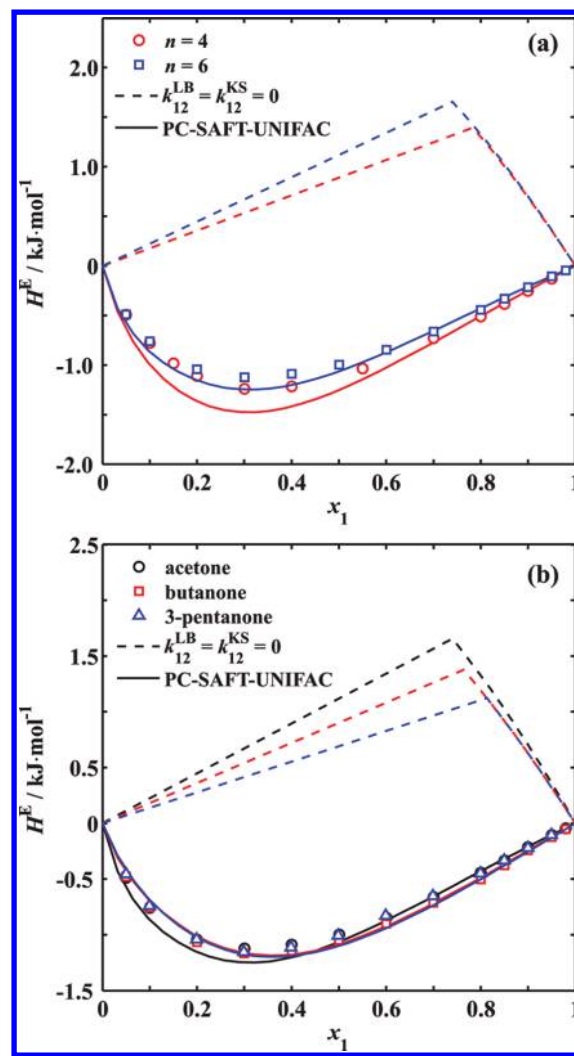 (a)
n = 4
n = 6
k₁₂ᴸᴮ = k₁₂ᴷˢ = 0
PC-SAFT-UNIFAC
2.0
1.0
0
-1.0
-2.0
Hᴱ / kJ·mol⁻¹
0 0.2 0.4 0.6 0.8 1
x₁
(b)
acetone
butanone
3-pentanone
k₁₂ᴸᴮ = k₁₂ᴷˢ = 0
PC-SAFT-UNIFAC
2.5
1.5
0.5
0
-0.5
-1.5
Hᴱ / kJ·mol⁻¹
0 0.2 0.4 0.6 0.8 1
x₁